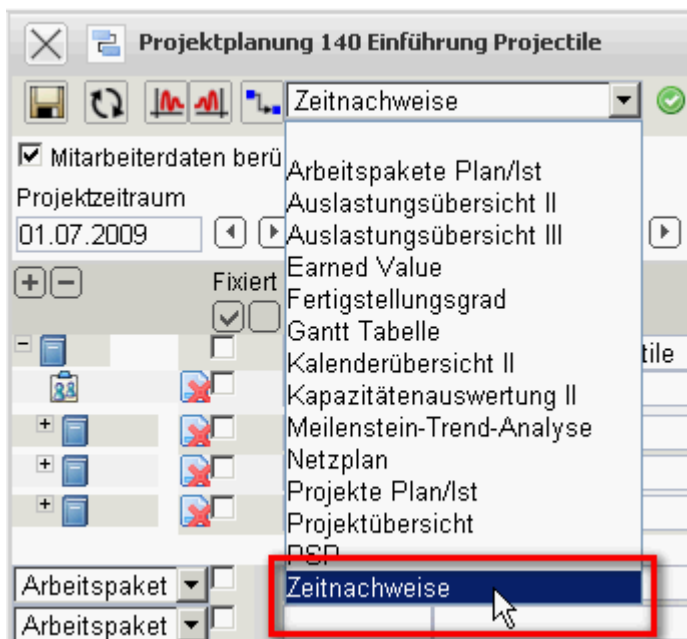 Projektplanung 140 Einführung Projectile
Zeitnachweise
Mitarbeiterdaten berü
Arbeitspakete Plan/Ist
Projektzeitraum
Auslastungsübersicht II
01.07.2009
Auslastungsübersicht III
Earned Value
Fixiert
Fertigstellungsgrad
Gantt Tabelle
tile
Kalenderübersicht II
Kapazitätenauswertung II
Meilenstein-Trend-Analyse
Netzplan
Projekte Plan/Ist
Projektübersicht
PSP
Arbeitspaket
Zeitnachweise
Arbeitspaket